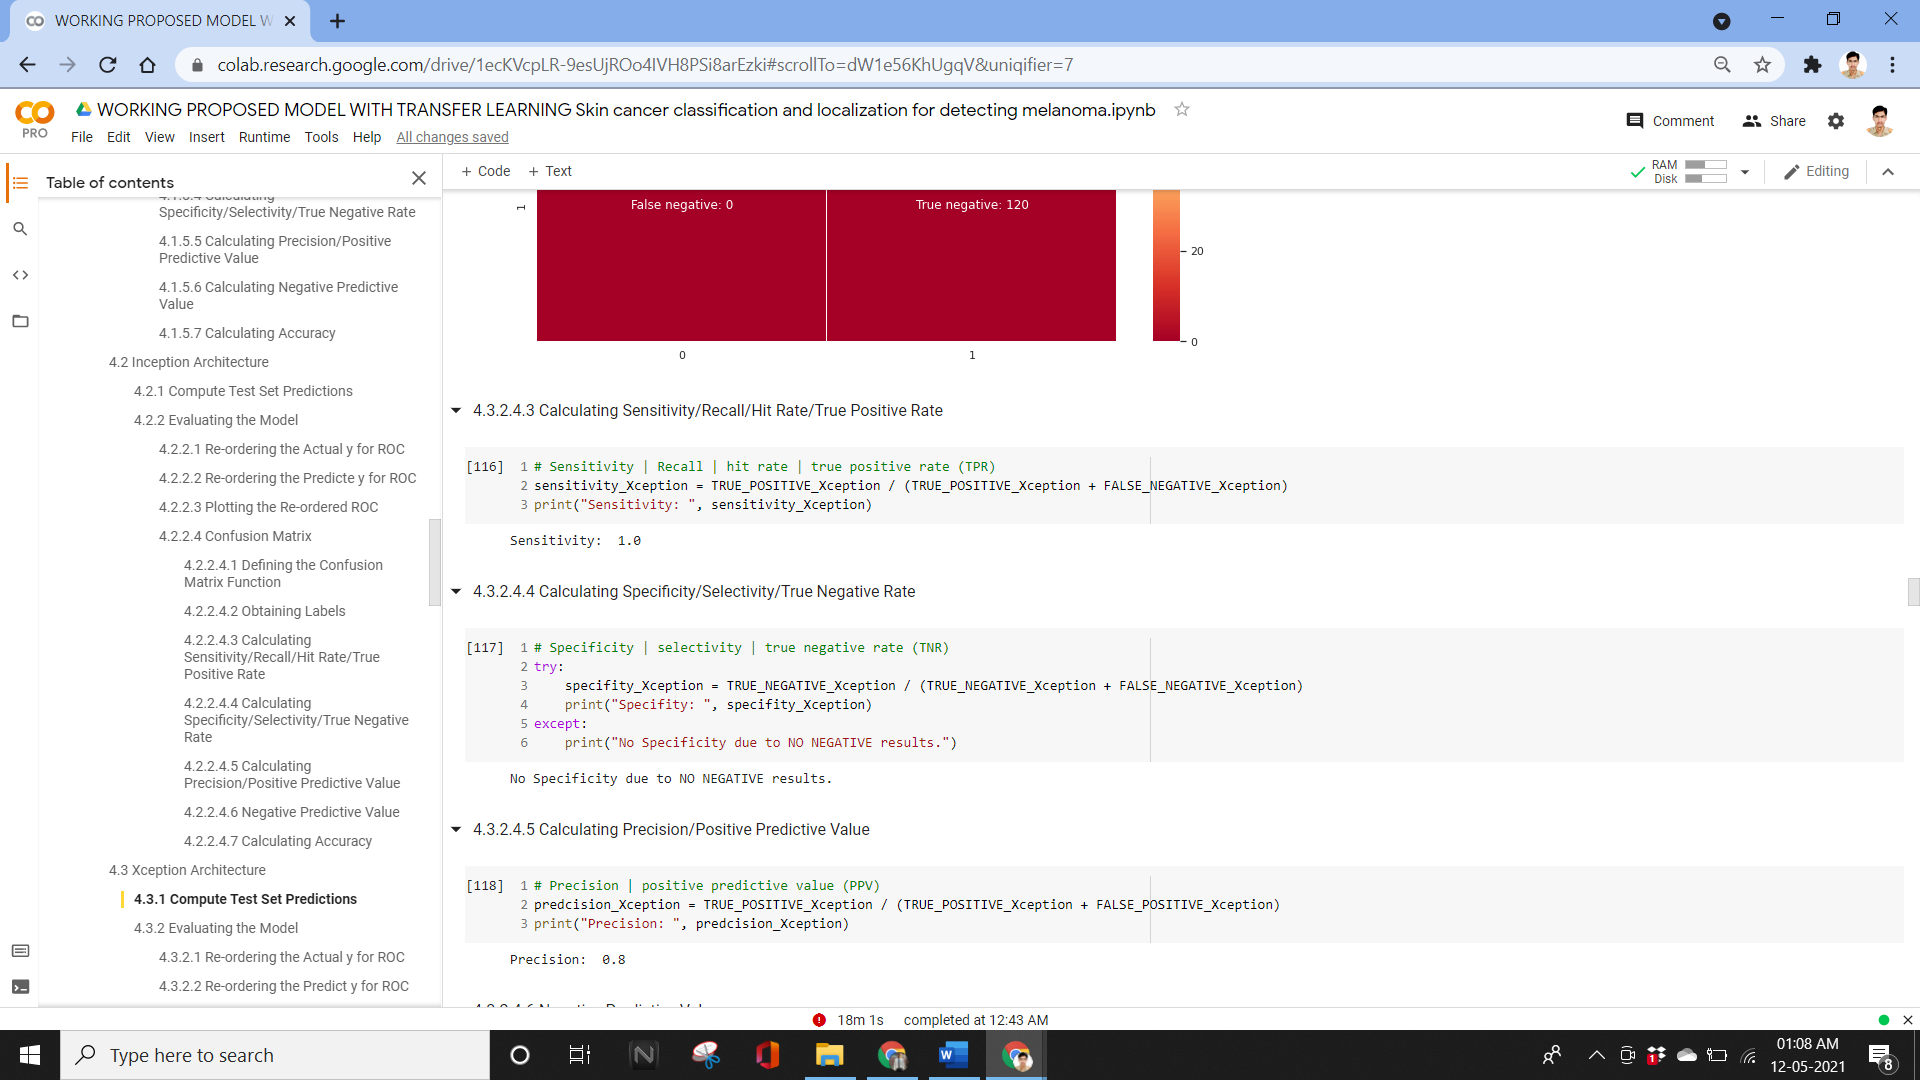 WORKING PROPOSED MODEL W
colab.research.google.com/drive/1ecKVcpLR-9esUjROo4IVH8PSi8arEzki#scrollTo=dW1e56KhUgqV&uniqifier=7
WORKING PROPOSED MODEL WITH TRANSFER LEARNING Skin cancer classification and localization for detecting melanoma.ipynb
PRO
File Edit View Insert Runtime Tools Help All changes saved
Comment Share
Table of contents
+ Code + Text
RAM
Disk
Editing
4.1.5.4 Calculating
Specificity/Selectivity/True Negative Rate
4.1.5.5 Calculating Precision/Positive
Predictive Value
4.1.5.6 Calculating Negative Predictive
Value
4.1.5.7 Calculating Accuracy
4.2 Inception Architecture
4.2.1 Compute Test Set Predictions
4.2.2 Evaluating the Model
4.2.2.1 Re-ordering the Actual y for ROC
4.2.2.2 Re-ordering the Predicte y for ROC
4.2.2.3 Plotting the Re-ordered ROC
4.2.2.4 Confusion Matrix
4.2.2.4.1 Defining the Confusion
Matrix Function
4.2.2.4.2 Obtaining Labels
4.2.2.4.3 Calculating
Sensitivity/Recall/Hit Rate/True
Positive Rate
4.2.2.4.4 Calculating
Specificity/Selectivity/True Negative
Rate
4.2.2.4.5 Calculating
Precision/Positive Predictive Value
4.2.2.4.6 Negative Predictive Value
4.2.2.4.7 Calculating Accuracy
4.3 Xception Architecture
4.3.1 Compute Test Set Predictions
4.3.2 Evaluating the Model
4.3.2.1 Re-ordering the Actual y for ROC
4.3.2.2 Re-ordering the Predict y for ROC
1
False negative: 0
True negative: 120
20
0
0
1
4.3.2.4.3 Calculating Sensitivity/Recall/Hit Rate/True Positive Rate
[116] 1 # Sensitivity | Recall | hit rate | true positive rate (TPR)
2 sensitivity_Xception = TRUE_POSITIVE_Xception / (TRUE_POSITIVE_Xception + FALSE_NEGATIVE_Xception)
3 print("Sensitivity: ", sensitivity_Xception)
Sensitivity: 1.0
4.3.2.4.4 Calculating Specificity/Selectivity/True Negative Rate
[117] 1 # Specificity | selectivity | true negative rate (TNR)
2 try:
3 specifity_Xception = TRUE_NEGATIVE_Xception / (TRUE_NEGATIVE_Xception + FALSE_NEGATIVE_Xception)
4 print("Specifity: ", specifity_Xception)
5 except:
6 print("No Specificity due to NO NEGATIVE results.")
No Specificity due to NO NEGATIVE results.
4.3.2.4.5 Calculating Precision/Positive Predictive Value
[118] 1 # Precision | positive predictive value (PPV)
2 predcision_Xception = TRUE_POSITIVE_Xception / (TRUE_POSITIVE_Xception + FALSE_POSITIVE_Xception)
3 print("Precision: ", predcision_Xception)
Precision: 0.8
4.3.2.4.6 Negative Predictive Value
18m 1s completed at 12:43 AM
Type here to search
01:08 AM
12-05-2021
1
8